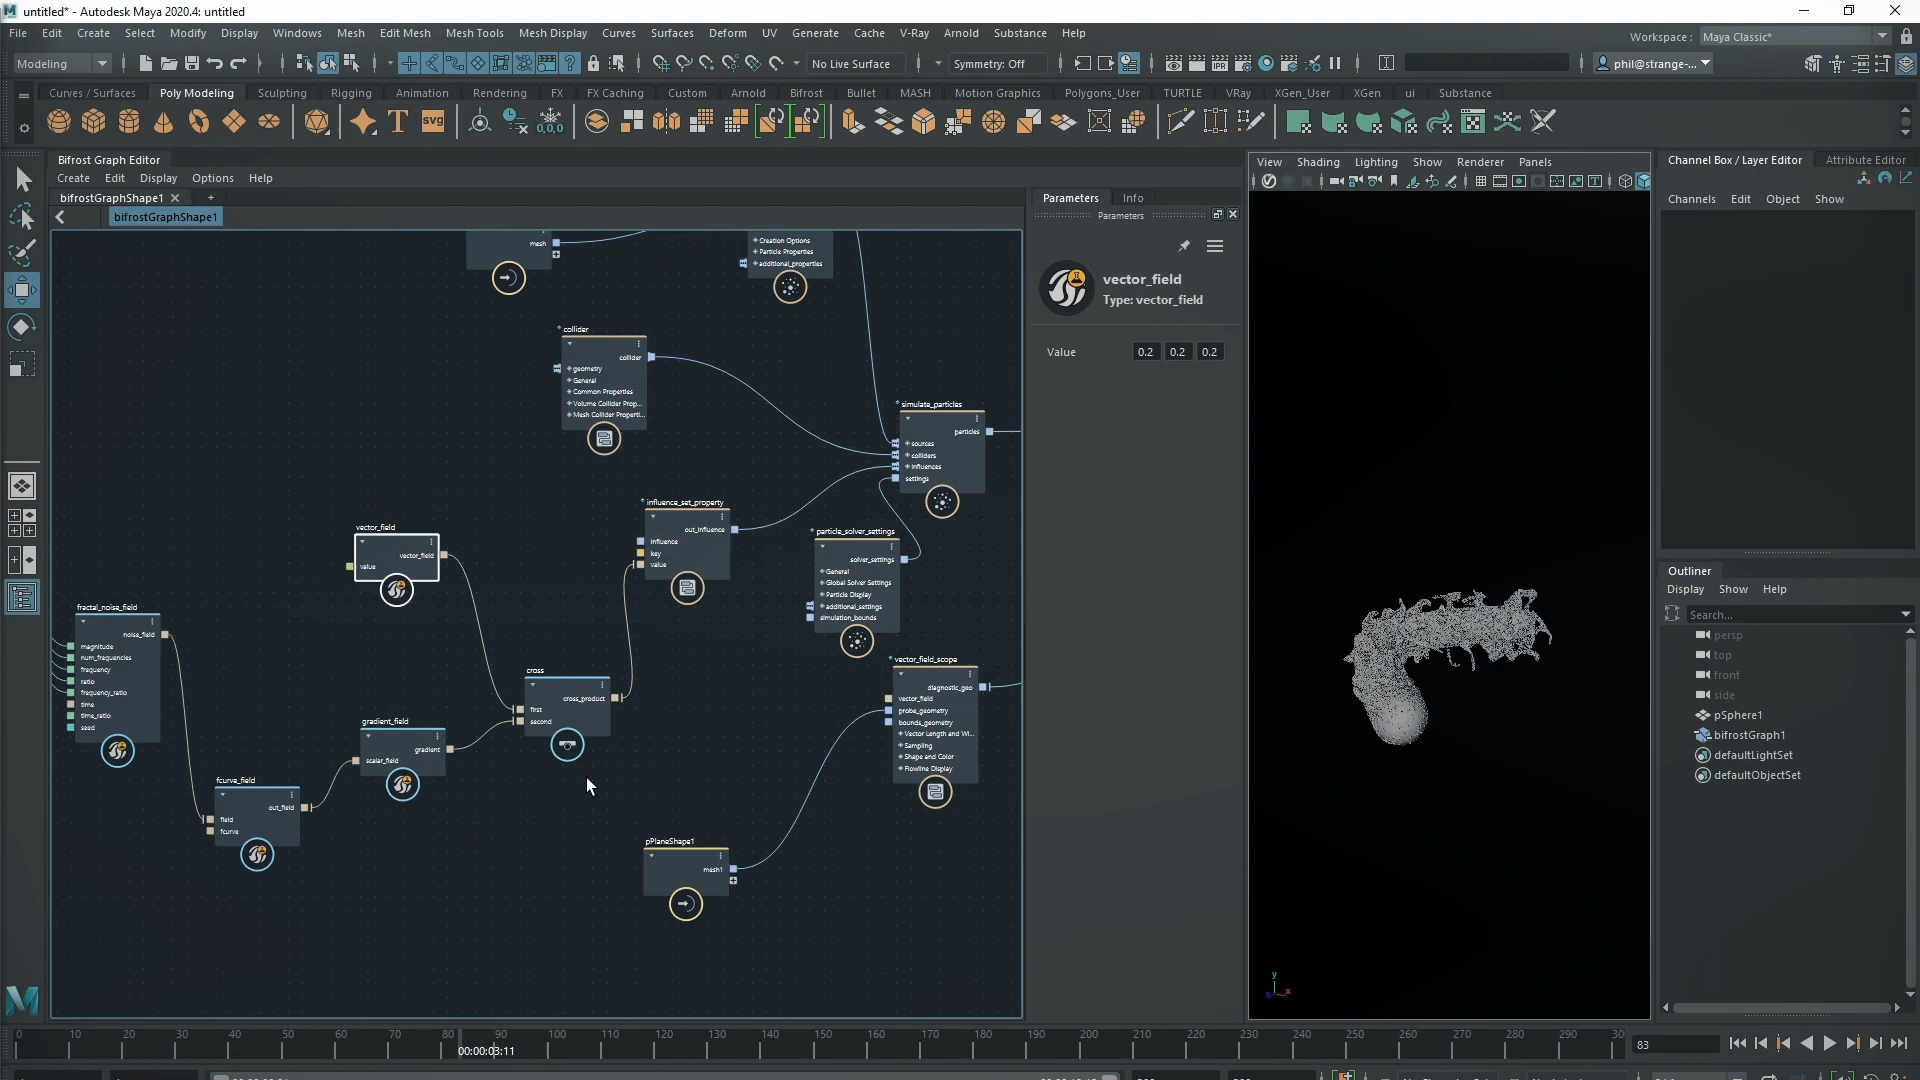 untitled* - Autodesk Maya 2020.4: untitled
File Edit Create Select Modify Display Windows Mesh Edit Mesh Mesh Tools Mesh Display Curves Surfaces Deform UV Generate Cache V-Ray Arnold Substance Help
Workspace : Maya Classic*
Modeling No Live Surface Symmetry: Off phil@strange-...
Curves / Surfaces Poly Modeling Sculpting Rigging Animation Rendering FX FX Caching Custom Arnold Bifrost Bullet MASH Motion Graphics Polygons_User TURTLE VRay XGen_User XGen ui Substance
Bifrost Graph Editor
Create Edit Display Options Help
bifrostGraphShape1
bifrostGraphShape1
mesh
Creation Options
Particle Properties
additional_properties
collider
collider
geometry
General
Common Properties
Volume Collider Prop...
Mesh Collider Properti...
simulate_particles
particles
sources
colliders
influences
settings
influence_set_property
out_influence
influence
key
value
vector_field
vector_field
value
particle_solver_settings
solver_settings
General
Global Solver Settings
Particle Display
additional_settings
simulation_bounds
fractal_noise_field
noise_field
magnitude
num_frequencies
frequency
ratio
frequency_ratio
time
time_ratio
seed
cross
cross_product
first
second
vector_field_scope
diagnostic_geo
vector_field
probe_geometry
bounds_geometry
Vector Length and Wi...
Sampling
Shape and Color
Flowline Display
gradient_field
gradient
scalar_field
fcurve_field
out_field
field
fcurve
pPlaneShape1
mesh1
Parameters Info
Parameters
vector_field
Type: vector_field
Value 0.2 0.2 0.2
View Shading Lighting Show Renderer Panels
y
x
Channel Box / Layer Editor Attribute Editor
Channels Edit Object Show
Outliner
Display Show Help
Search...
persp
top
front
side
pSphere1
bifrostGraph1
defaultLightSet
defaultObjectSet
0 10 20 30 40 50 60 70 80 90 100 110 120 130 140 150 160 170 180 190 200 210 220 230 240 250 260 270 280 290 30
00:00:03:11
83